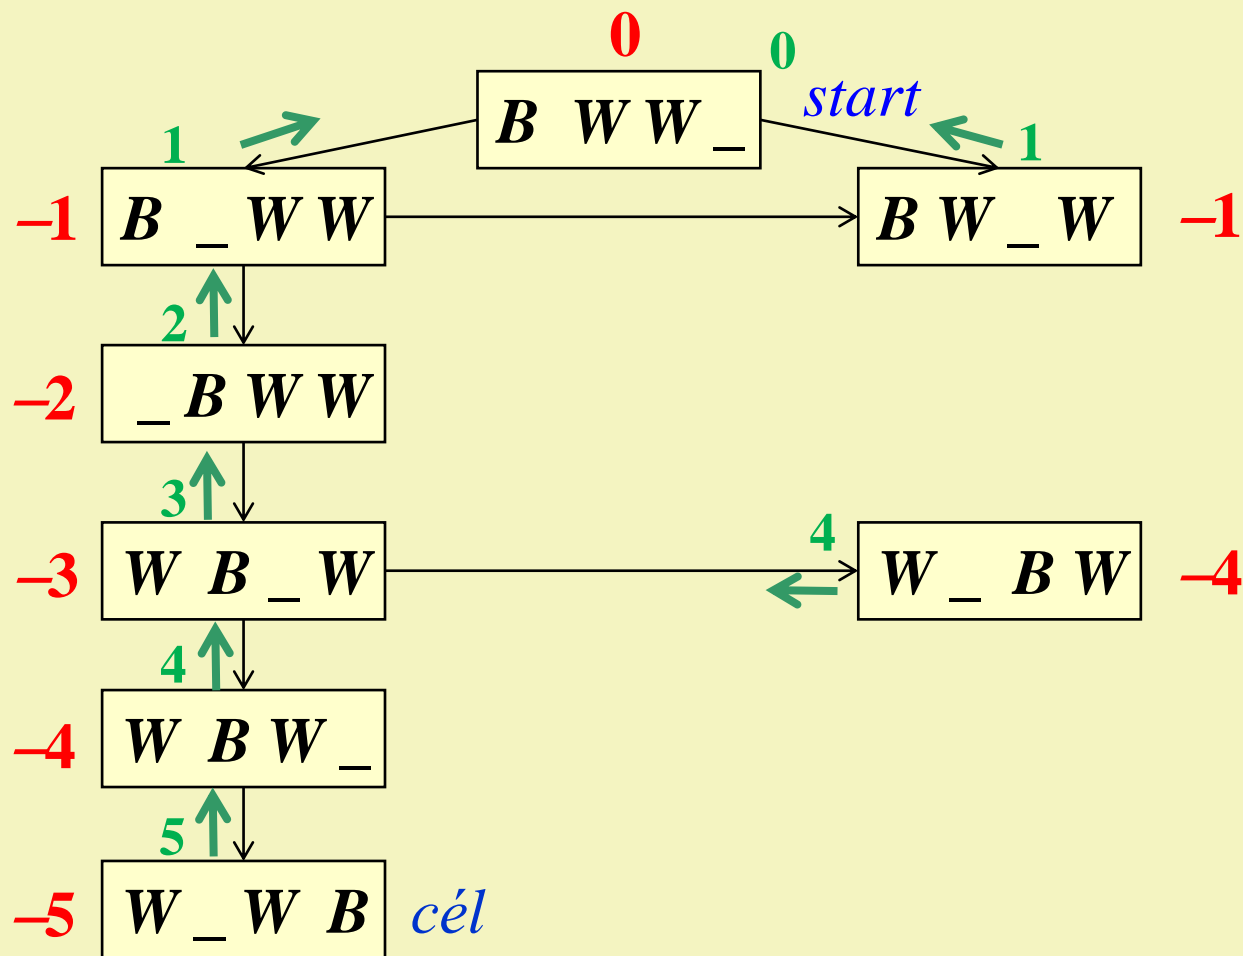 0
0
B W W _ start
1
1
–1 B _ W W
B W _ W –1
2
–2 _ B W W
3
–3 W B _ W
4
W _ B W –4
4
–4 W B W _
5
–5 W _ W B cél